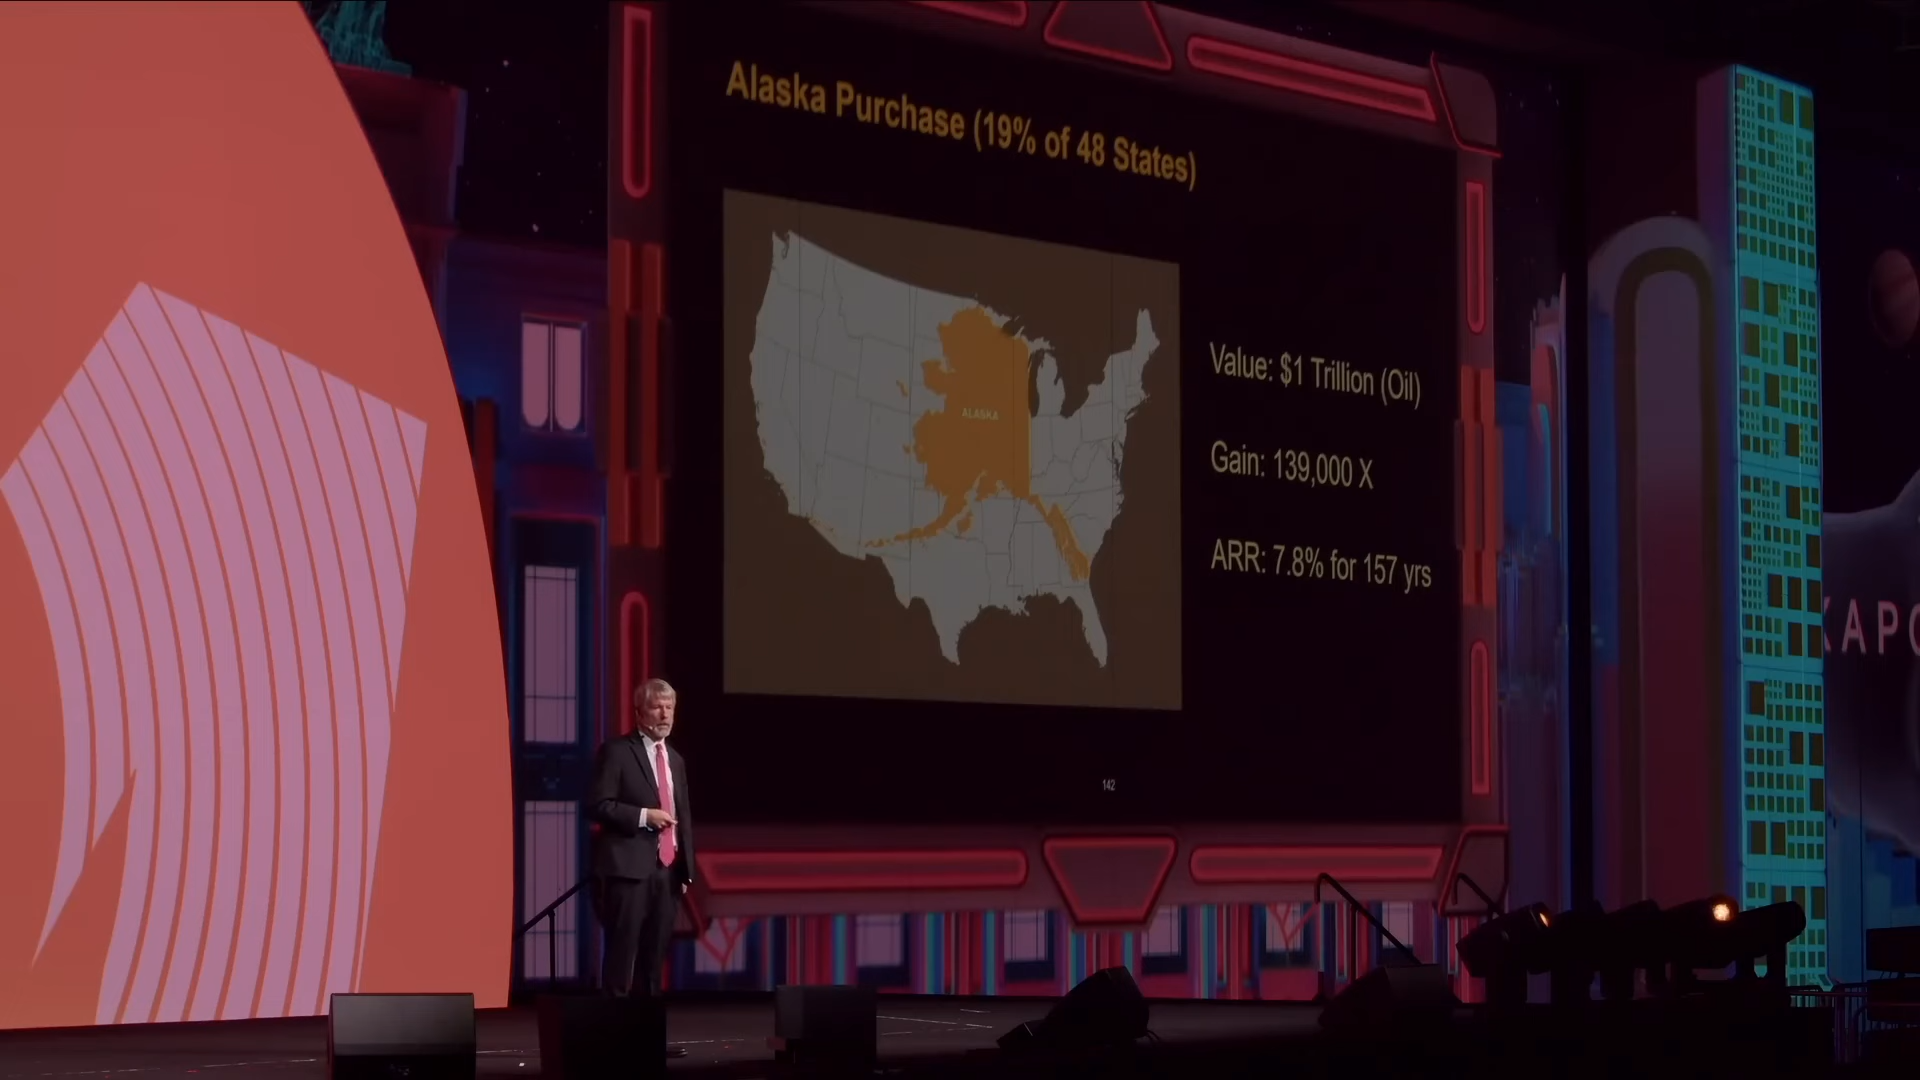 Alaska Purchase (19% of 48 States)
ALASKA
Value: $1 Trillion (Oil)
Gain: 139,000 X
ARR: 7.8% for 157 yrs
142